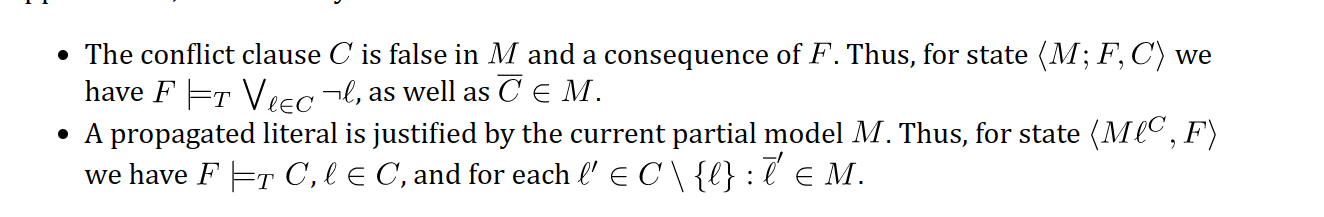 • The conflict clause C is false in M and a consequence of F. Thus, for state ⟨M; F, C⟩ we
have F ⊨_T ⋁_{ℓ∈C} ¬ℓ, as well as C̅ ∈ M.
• A propagated literal is justified by the current partial model M. Thus, for state ⟨Mℓ^C, F⟩
we have F ⊨_T C, ℓ ∈ C, and for each ℓ′ ∈ C \ {ℓ} : ℓ̅′ ∈ M.